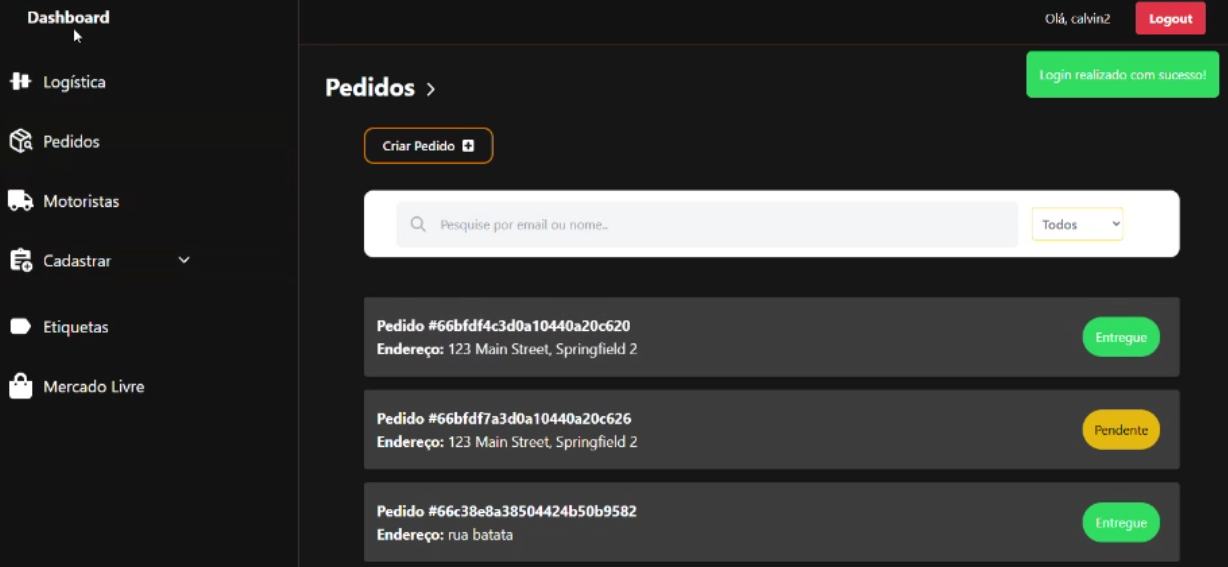 Dashboard
Olá, calvin2
Logout
Login realizado com sucesso!
Logística
Pedidos
Motoristas
Cadastrar
Etiquetas
Mercado Livre
Pedidos
Criar Pedido
Pesquise por email ou nome..
Todos
Pedido #66bfdf4c3d0a10440a20c620
Endereço: 123 Main Street, Springfield 2
Entregue
Pedido #66bfdf7a3d0a10440a20c626
Endereço: 123 Main Street, Springfield 2
Pendente
Pedido #66c38e8a38504424b50b9582
Endereço: rua batata
Entregue